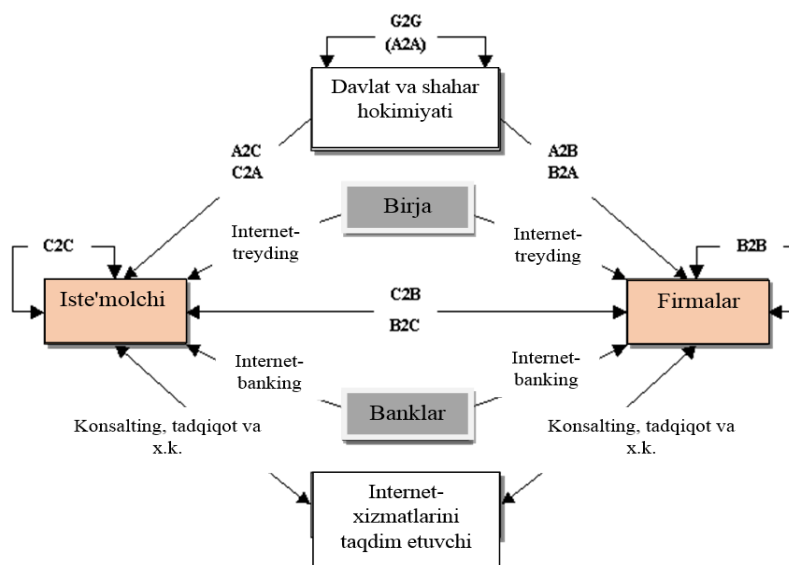 G2G
(A2A)
Davlat va shahar
hokimiyati
A2C
C2A
A2B
B2A
Birja
Internet-
treyding
Internet-
treyding
C2C
B2B
Iste'molchi
C2B
B2C
Firmalar
Internet-
banking
Internet-
banking
Banklar
Konsalting, tadqiqot va
x.k.
Konsalting, tadqiqot va
x.k.
Internet-
xizmatlarini
taqdim etuvchi